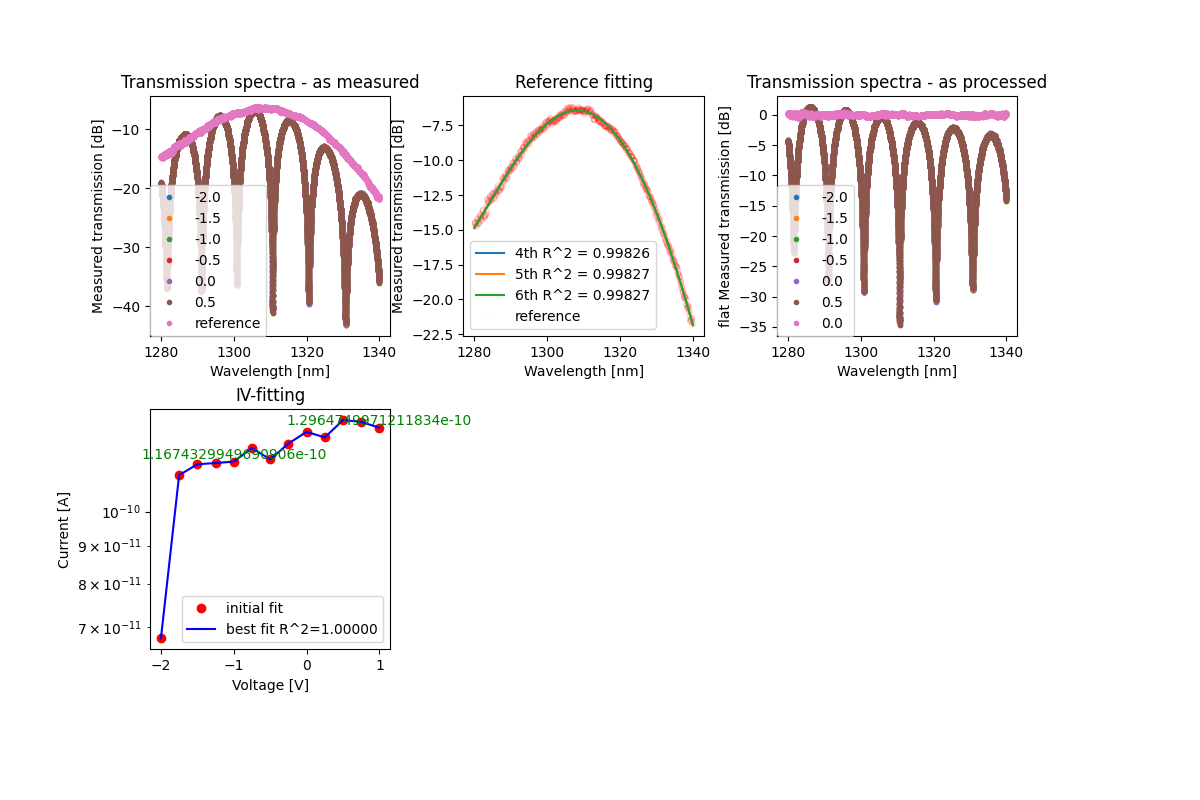 Transmission spectra - as measured
Measured transmission [dB]
−10
−20
−30
−40
-2.0
-1.5
-1.0
-0.5
0.0
0.5
reference
1280
1300
1320
1340
Wavelength [nm]
Reference fitting
Measured transmission [dB]
−7.5
−10.0
−12.5
−15.0
−17.5
−20.0
−22.5
4th R^2 = 0.99826
5th R^2 = 0.99827
6th R^2 = 0.99827
reference
1280
1300
1320
1340
Wavelength [nm]
Transmission spectra - as processed
flat Measured transmission [dB]
0
−5
−10
−15
−20
−25
−30
−35
-2.0
-1.5
-1.0
-0.5
0.0
0.5
0.0
1280
1300
1320
1340
Wavelength [nm]
IV-fitting
Current [A]
10⁻¹⁰
9 × 10⁻¹¹
8 × 10⁻¹¹
7 × 10⁻¹¹
initial fit
best fit R^2=1.00000
−2
−1
0
1
Voltage [V]